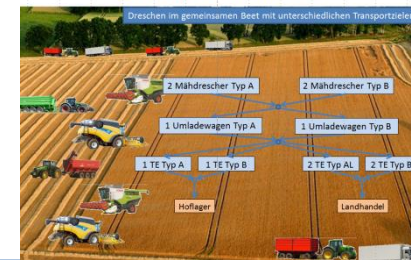 Dreschen im gemeinsamen Beet mit unterschiedlichen Transportzielen
2 Mähdrescher Typ A
2 Mähdrescher Typ B
1 Umladewagen Typ A
1 Umladewagen Typ B
1 TE Typ A
1 TE Typ B
2 TE Typ AL
2 TE Typ B
Hoflager
Landhandel